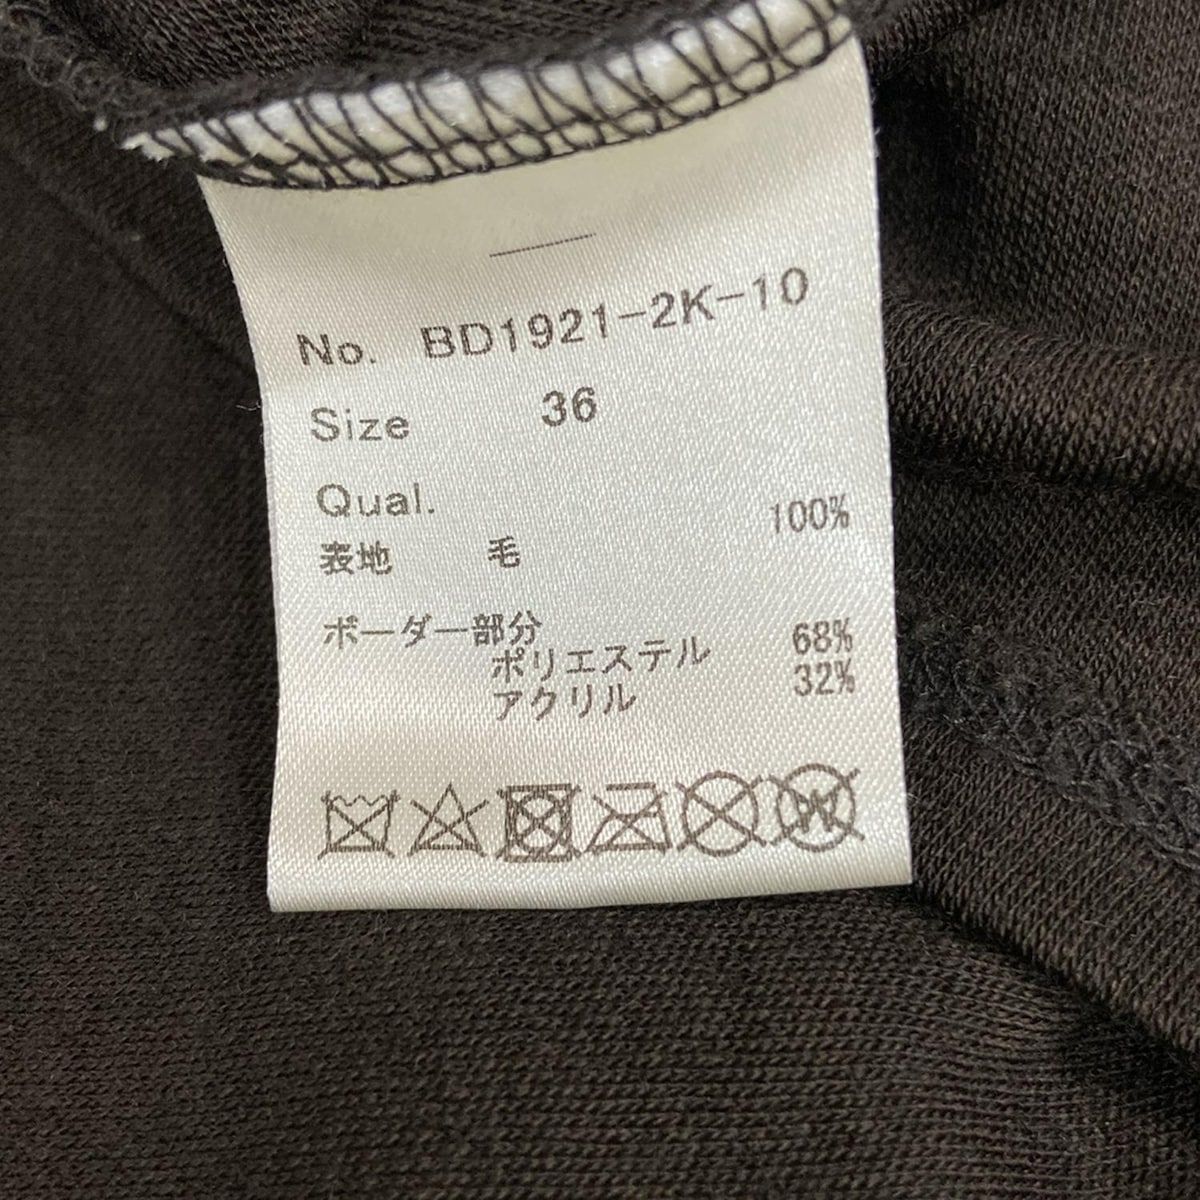 No. BD1921-2K-10
Size 36
Qual.
表地 毛 100%
ボーダー部分
ポリエステル 68%
アクリル 32%
W